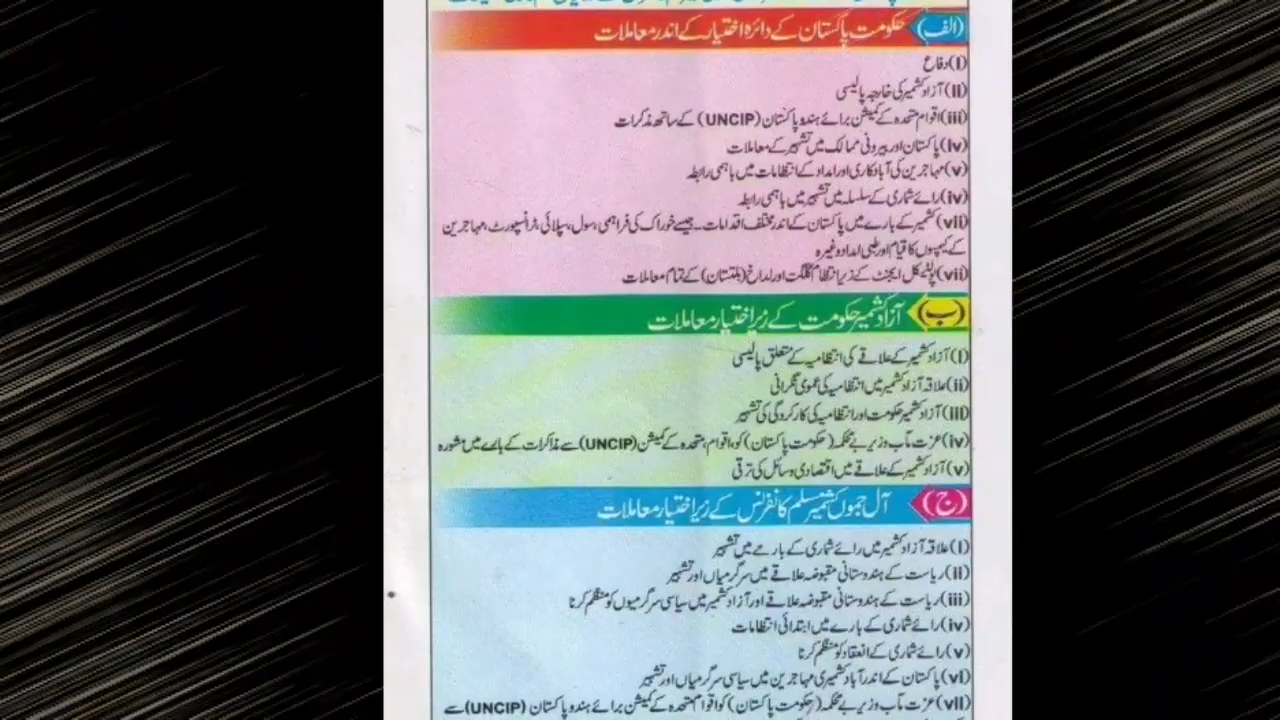 (الف) حکومت پاکستان کے دائرہ اختیار کے اندر معاملات
(i) دفاع
(ii) آزاد کشمیر کی خارجہ پالیسی
(iii) اقوام متحدہ کے کمیشن برائے ہندو پاکستان (UNCIP) کے ساتھ مذکرات
(iv) پاکستان اور بیرونی ممالک میں تشہیر کے معاملات
(v) مہاجرین کی آباد کاری اور امداد کے انتظامات میں باہمی رابطہ
(iv) رائے شماری کے سلسلہ میں تشہیر میں باہمی رابطہ
(vii) کشمیر کے بارے میں پاکستان کے اندر مختلف اقدامات۔ جیسے خوراک کی فراہمی، سول، سپلائی، ٹرانسپورٹ، مہاجرین
کے کیمپوں کا قیام اور طبی امداد وغیرہ
(vii) پولیٹیکل ایجنٹ کے زیر انتظام گلگت اور لداخ (بلتستان) کے تمام معاملات
(ب) آزاد کشمیر حکومت کے زیر اختیار معاملات
(i) آزاد کشمیر کے علاقے کی انتظامیہ کے متعلق پالیسی
(ii) علاقہ آزاد کشمیر میں انتظامیہ کی عمومی نگرانی
(iii) آزاد کشمیر حکومت اور انتظامیہ کی کارکردگی کی تشہیر
(iv) عزت مآب وزیر بے محکمہ (حکومت پاکستان) کو اقوام متحدہ کے کمیشن (UNCIP) سے مذاکرات کے بارے میں مشورہ
(v) آزاد کشمیر کے علاقے میں اقتصادی وسائل کی ترقی
(ج) آل جموں کشمیر مسلم کانفرنس کے زیر اختیار معاملات
(i) علاقہ آزاد کشمیر میں رائے شماری کے بارے میں تشہیر
(ii) ریاست کے ہندوستانی مقبوضہ علاقے میں سرگرمیاں اور تشہیر
(iii) ریاست کے ہندوستانی مقبوضہ علاقے اور آزاد کشمیر میں سیاسی سرگرمیوں کو منظم کرنا
(iv) رائے شماری کے بارے میں ابتدائی انتظامات
(v) رائے شماری کے انعقاد کو منظم کرنا
(vi) پاکستان کے اندر آباد کشمیری مہاجرین میں سیاسی سرگرمیاں اور تشہیر
(vii) عزت مآب وزیر بے محکمہ (حکومت پاکستان) کو اقوام متحدہ کے کمیشن برائے ہندو پاکستان (UNCIP) سے